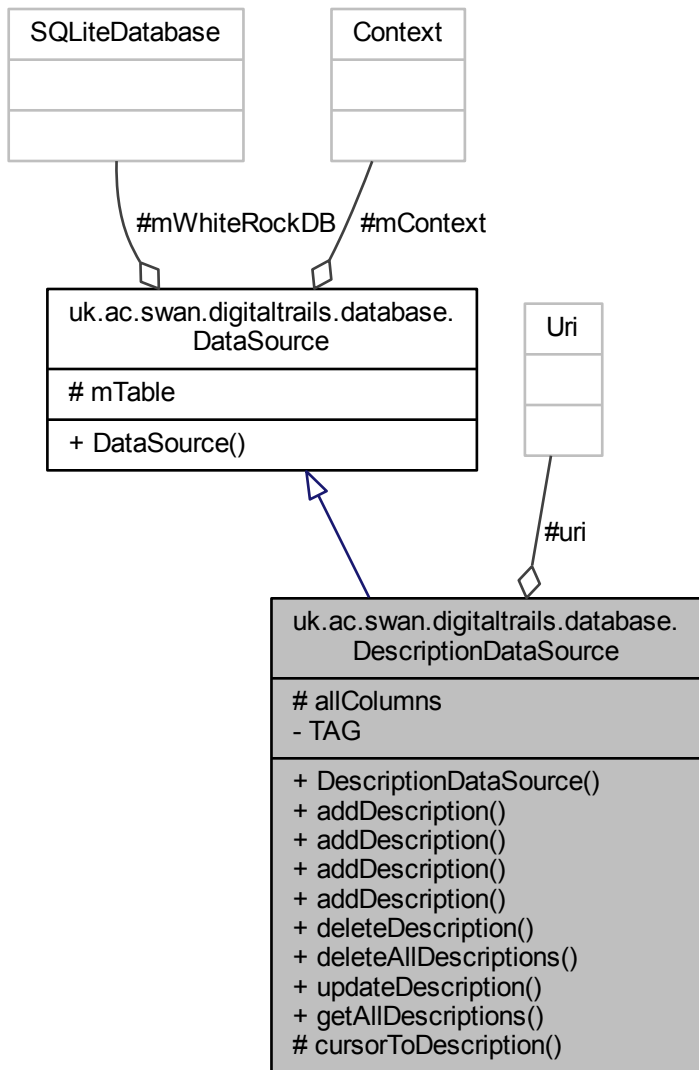 SQLiteDatabase
Context
#mWhiteRockDB
#mContext
uk.ac.swan.digitaltrails.database.
DataSource
# mTable
+ DataSource()
Uri
#uri
uk.ac.swan.digitaltrails.database.
DescriptionDataSource
# allColumns
- TAG
+ DescriptionDataSource()
+ addDescription()
+ addDescription()
+ addDescription()
+ addDescription()
+ deleteDescription()
+ deleteAllDescriptions()
+ updateDescription()
+ getAllDescriptions()
# cursorToDescription()